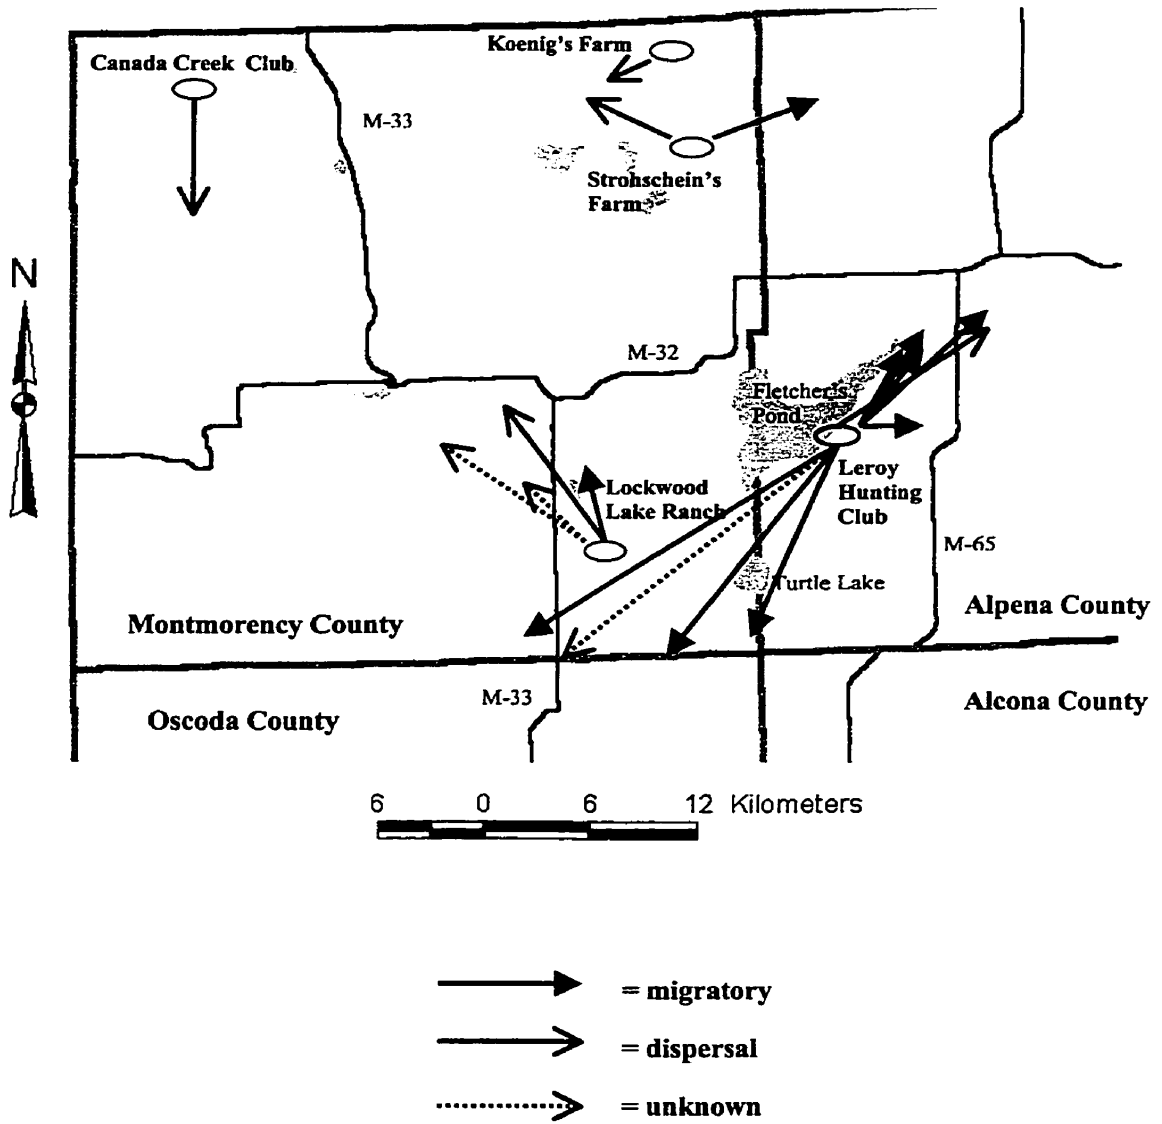 Koenig's Farm
Canada Creek Club
M-33
Strohschein's
Farm
N
M-32
Fletcher's
Pond
Leroy
Hunting
Club
Lockwood
Lake Ranch
M-65
Turtle Lake
Alpena County
Montmorency County
M-33
Oscoda County
Alcona County
6 0 6 12 Kilometers
= migratory
= dispersal
= unknown